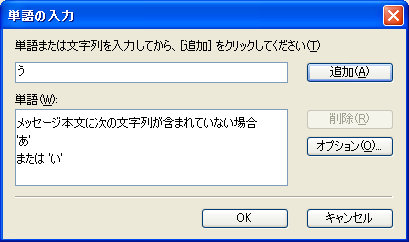 単語の入力
単語または文字列を入力してから、[追加] をクリックしてください(T)
う
追加(A)
単語(W):
メッセージ本文に次の文字列が含まれていない場合
'あ'
または 'い'
削除(R)
オプション(O)...
OK
キャンセル